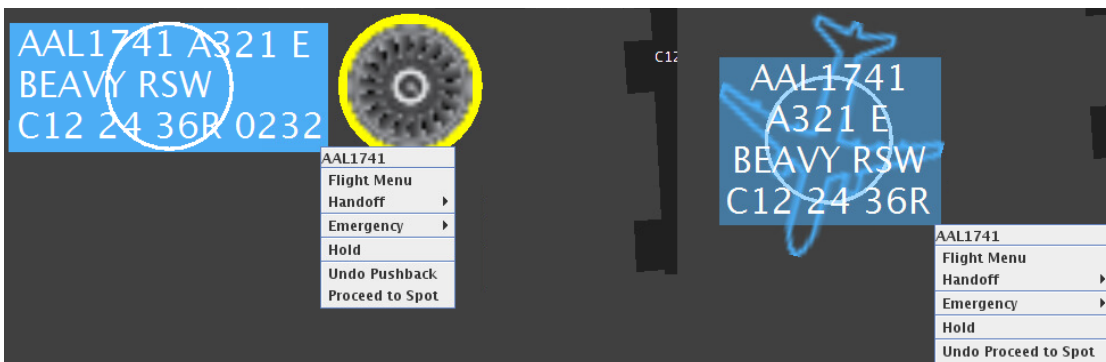 AAL1741 A321 E
BEAVY RSW
C12 24 36R 0232
AAL1741
Flight Menu
Handoff
Emergency
Hold
Undo Pushback
Proceed to Spot
C12
AAL1741
A321 E
BEAVY RSW
C12 24 36R
AAL1741
Flight Menu
Handoff
Emergency
Hold
Undo Proceed to Spot